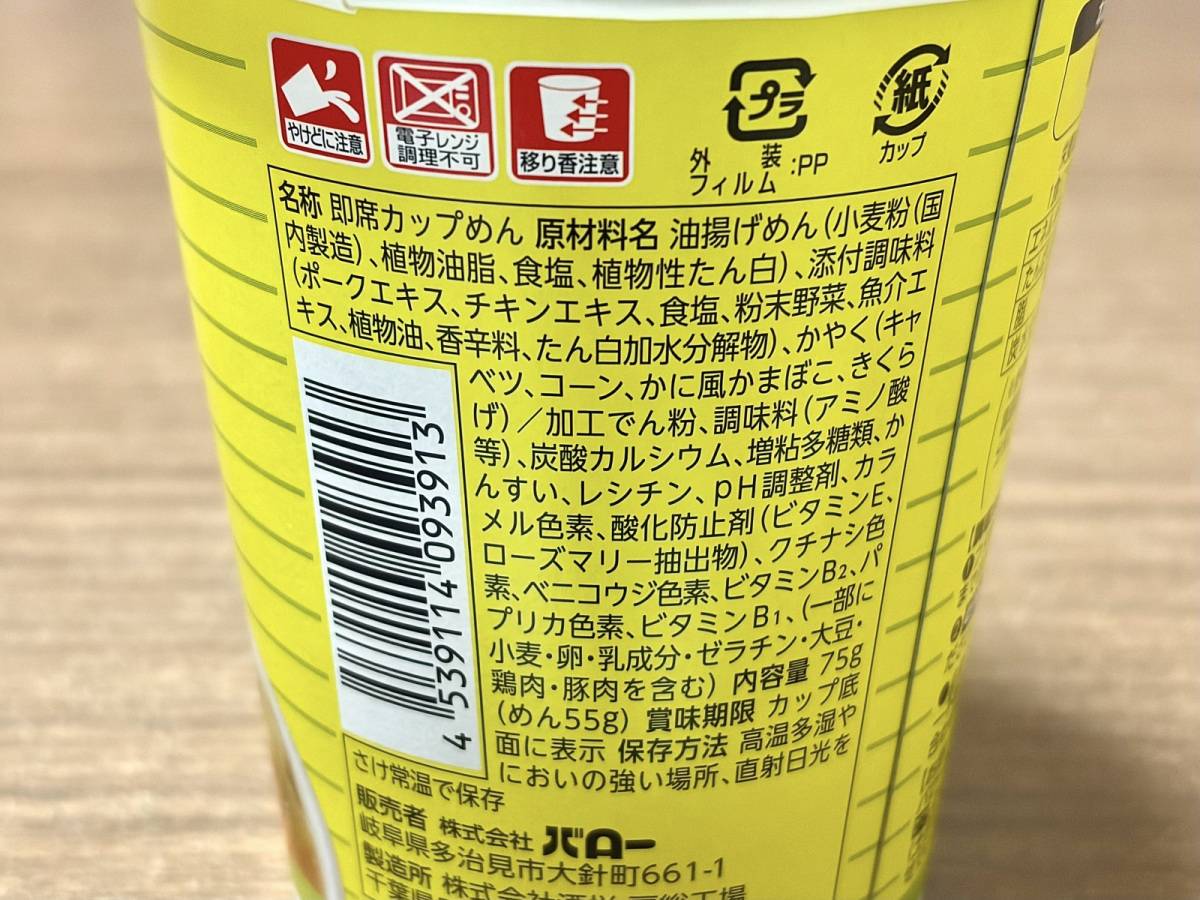 やけどに注意
電子レンジ
調理不可
移り香注意
プラ
外装
フィルム:PP
紙
カップ
名称 即席カップめん 原材料名 油揚げめん(小麦粉(国
内製造)、植物油脂、食塩、植物性たん白)、添付調味料
(ポークエキス、チキンエキス、食塩、粉末野菜、魚介エ
キス、植物油、香辛料、たん白加水分解物)、かやく(キャ
ベツ、コーン、かに風かまぼこ、きくら
げ)/加工でん粉、調味料(アミノ酸
等)、炭酸カルシウム、増粘多糖類、か
んすい、レシチン、pH調整剤、カラ
メル色素、酸化防止剤(ビタミンE、
ローズマリー抽出物)、クチナシ色
素、ベニコウジ色素、ビタミンB₂、パ
プリカ色素、ビタミンB₁、(一部に
小麦・卵・乳成分・ゼラチン・大豆・
鶏肉・豚肉を含む) 内容量 75g
(めん55g) 賞味期限 カップ底
面に表示 保存方法 高温多湿や
においの強い場所、直射日光を
さけ常温で保存
4 539114 093913
販売者 株式会社 バロー
岐阜県多治見市大針町661-1
製造所 株式会社酒悦
千葉県